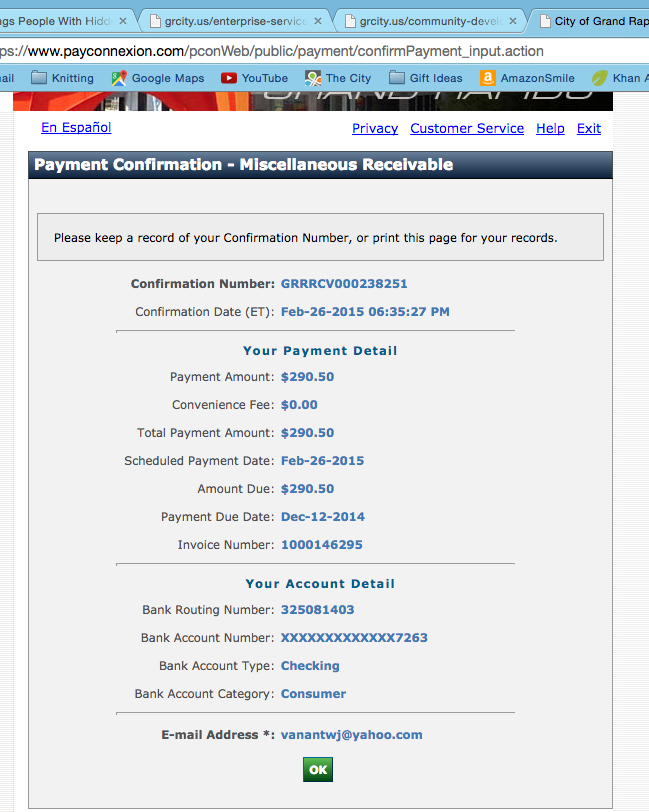 ngs People With Hidd
grcity.us/enterprise-service
grcity.us/community-devel
City of Grand Rap
ps://www.payconnexion.com/pconWeb/public/payment/confirmPayment_input.action
ail Knitting Google Maps YouTube The City Gift Ideas AmazonSmile Khan A
GRAND RAPIDS
En Español Privacy Customer Service Help Exit
Payment Confirmation - Miscellaneous Receivable
Please keep a record of your Confirmation Number, or print this page for your records.
Confirmation Number: GRRRCV000238251
Confirmation Date (ET): Feb-26-2015 06:35:27 PM
Your Payment Detail
Payment Amount: $290.50
Convenience Fee: $0.00
Total Payment Amount: $290.50
Scheduled Payment Date: Feb-26-2015
Amount Due: $290.50
Payment Due Date: Dec-12-2014
Invoice Number: 1000146295
Your Account Detail
Bank Routing Number: 325081403
Bank Account Number: XXXXXXXXXXXXX7263
Bank Account Type: Checking
Bank Account Category: Consumer
E-mail Address *: vanantwj@yahoo.com
OK